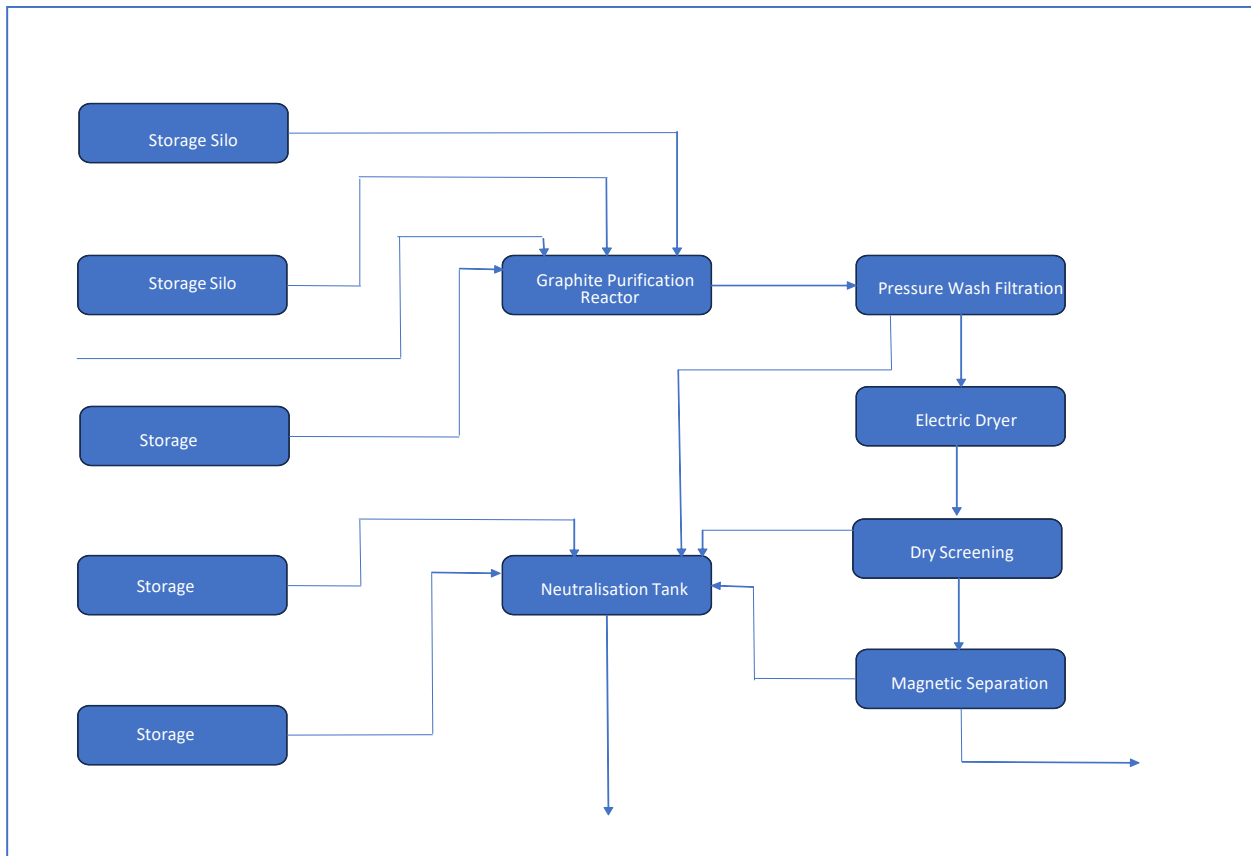 Storage Silo
Storage Silo
Graphite Purification
Reactor
Pressure Wash Filtration
Storage
Electric Dryer
Dry Screening
Storage
Neutralisation Tank
Magnetic Separation
Storage